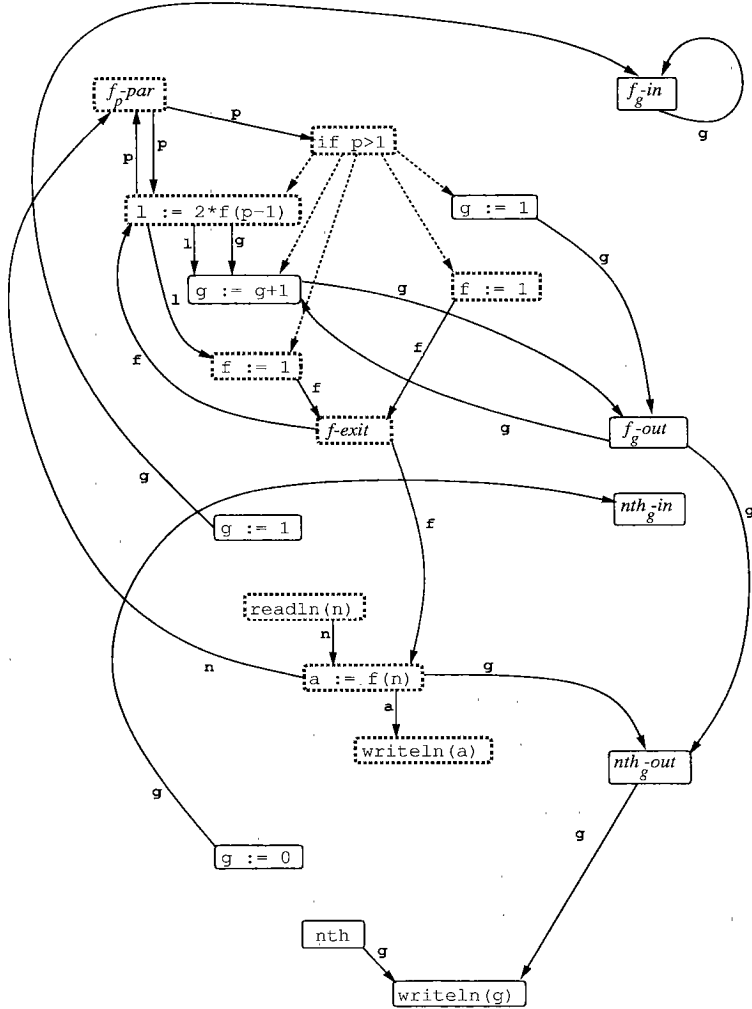 f_g-in
g
f_p-par
p
p
p
if p>1
l := 2*f(p-1)
g := 1
l
g
g
g := g+1
g
f := 1
l
f
f
f := 1
f
f-exit
g
f_g-out
g
g := 1
nth_g-in
f
g
readln(n)
n
n
a := f(n)
g
a
writeln(a)
nth_g-out
g
g
g := 0
nth
g
writeln(g)